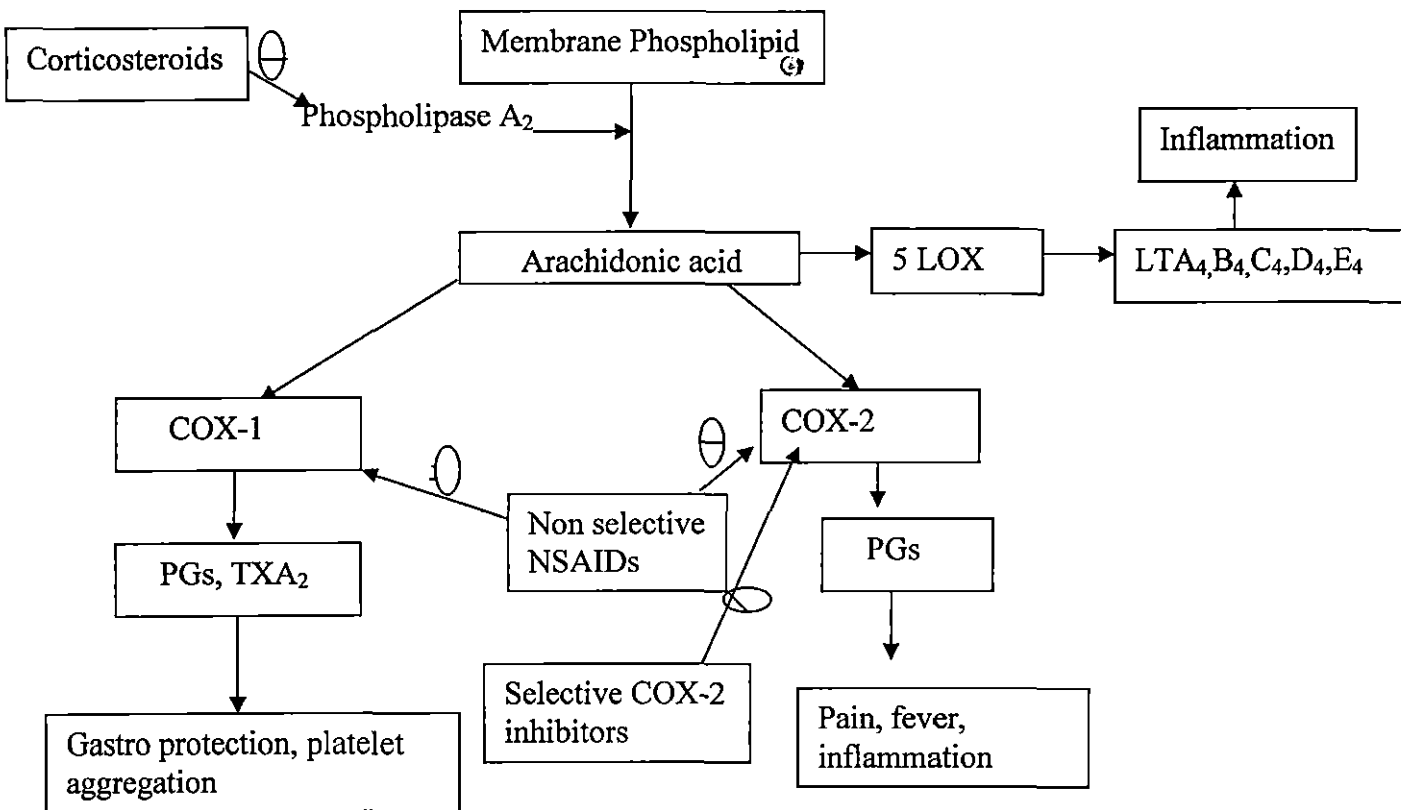 Corticosteroids
Membrane Phospholipid
Phospholipase A₂
Inflammation
Arachidonic acid
5 LOX
LTA₄,B₄,C₄,D₄,E₄
COX-1
COX-2
Non selective
NSAIDs
PGs, TXA₂
PGs
Selective COX-2
inhibitors
Pain, fever,
inflammation
Gastro protection, platelet
aggregation